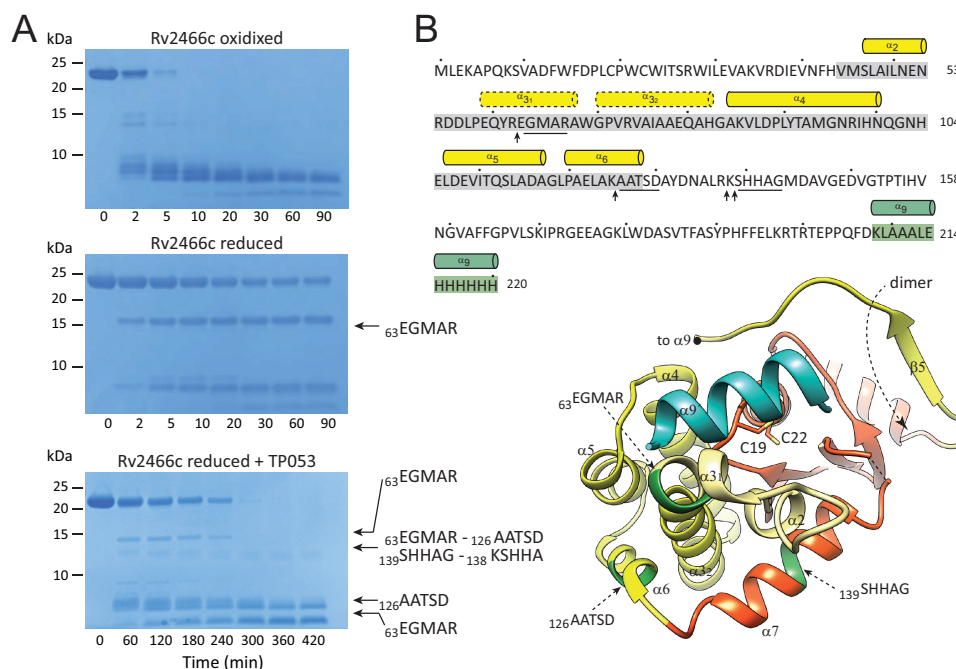 A
Rv2466c oxidixed
kDa
25
20
15
10
0 2 5 10 20 30 60 90
Rv2466c reduced
kDa
25
20
15
10
63EGMAR
0 2 5 10 20 30 60 90
Rv2466c reduced + TP053
kDa
25
20
15
10
63EGMAR
63EGMAR - 126AATSD
139SHHAG - 138KSHHA
126AATSD
63EGMAR
0 60 120 180 240 300 360 420
Time (min)
B
α2
MLEKAPQKSVADFWFDPLCPWCWITSRWILEVAKVRDIEVNFHVMSLAILNEN 53
α31 α32 α4
RDDLPEQYREGMARAWGPVRVAIAAEQAHGAKVLDPLYTAMGNRIHNQGNH 104
α5 α6
ELDEVITQSLADAGLPAELAKAATSDAYDNALRKSHHAGMDAVGEDVGTPTIHV 158
α9
NGVAFFGPVLSKIPRGEEAGKLWDASVTFASYPHFFELKRTRTEPPQFDKLAAALE 214
α9
HHHHHH 220
dimer
to α9
β5
α4
63EGMAR
α9
C22
C19
α5
α31
α2
α32
α6
139SHHAG
126AATSD
α7